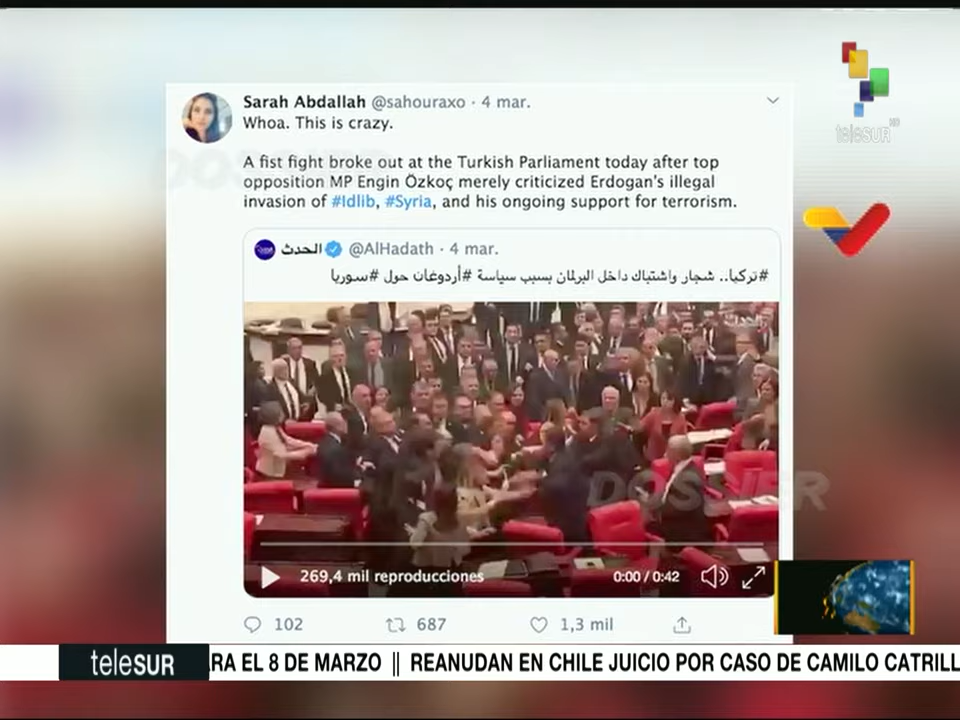 Sarah Abdallah @sahouraxo · 4 mar.
Whoa. This is crazy.
A fist fight broke out at the Turkish Parliament today after top
opposition MP Engin Özkoç merely criticized Erdogan's illegal
invasion of #Idlib, #Syria, and his ongoing support for terrorism.
الحدث @AlHadath · 4 mar.
#تركيا.. شجار واشتباك داخل البرلمان بسبب سياسة #أردوغان حول #سوريا
الحدث
DOSSIER
269,4 mil reproducciones
0:00 / 0:42
102 687 1,3 mil
teleSUR HD
teleSUR
RA EL 8 DE MARZO || REANUDAN EN CHILE JUICIO POR CASO DE CAMILO CATRILL